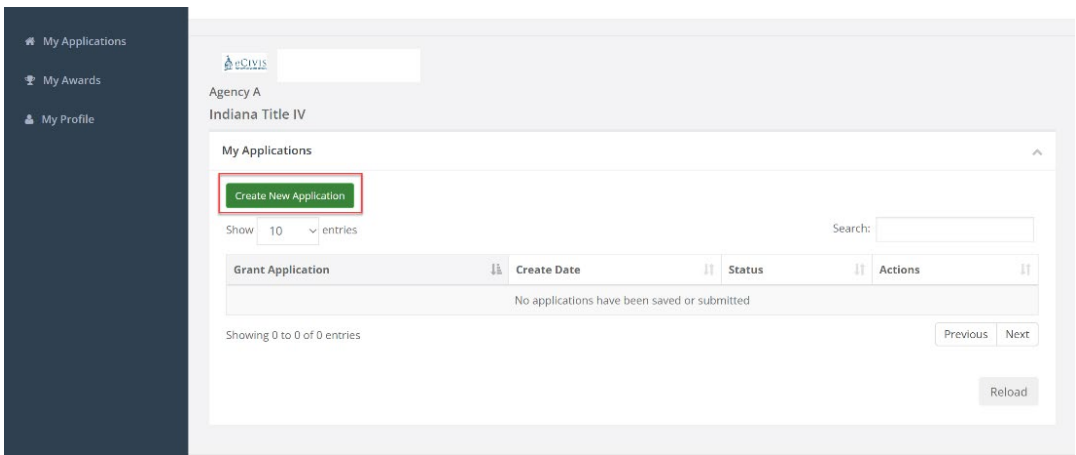 My Applications
My Awards
My Profile
eCIVIS
Agency A
Indiana Title IV
My Applications
Create New Application
Show 10 entries
Search:
Grant Application Create Date Status Actions
No applications have been saved or submitted
Showing 0 to 0 of 0 entries
Previous Next
Reload